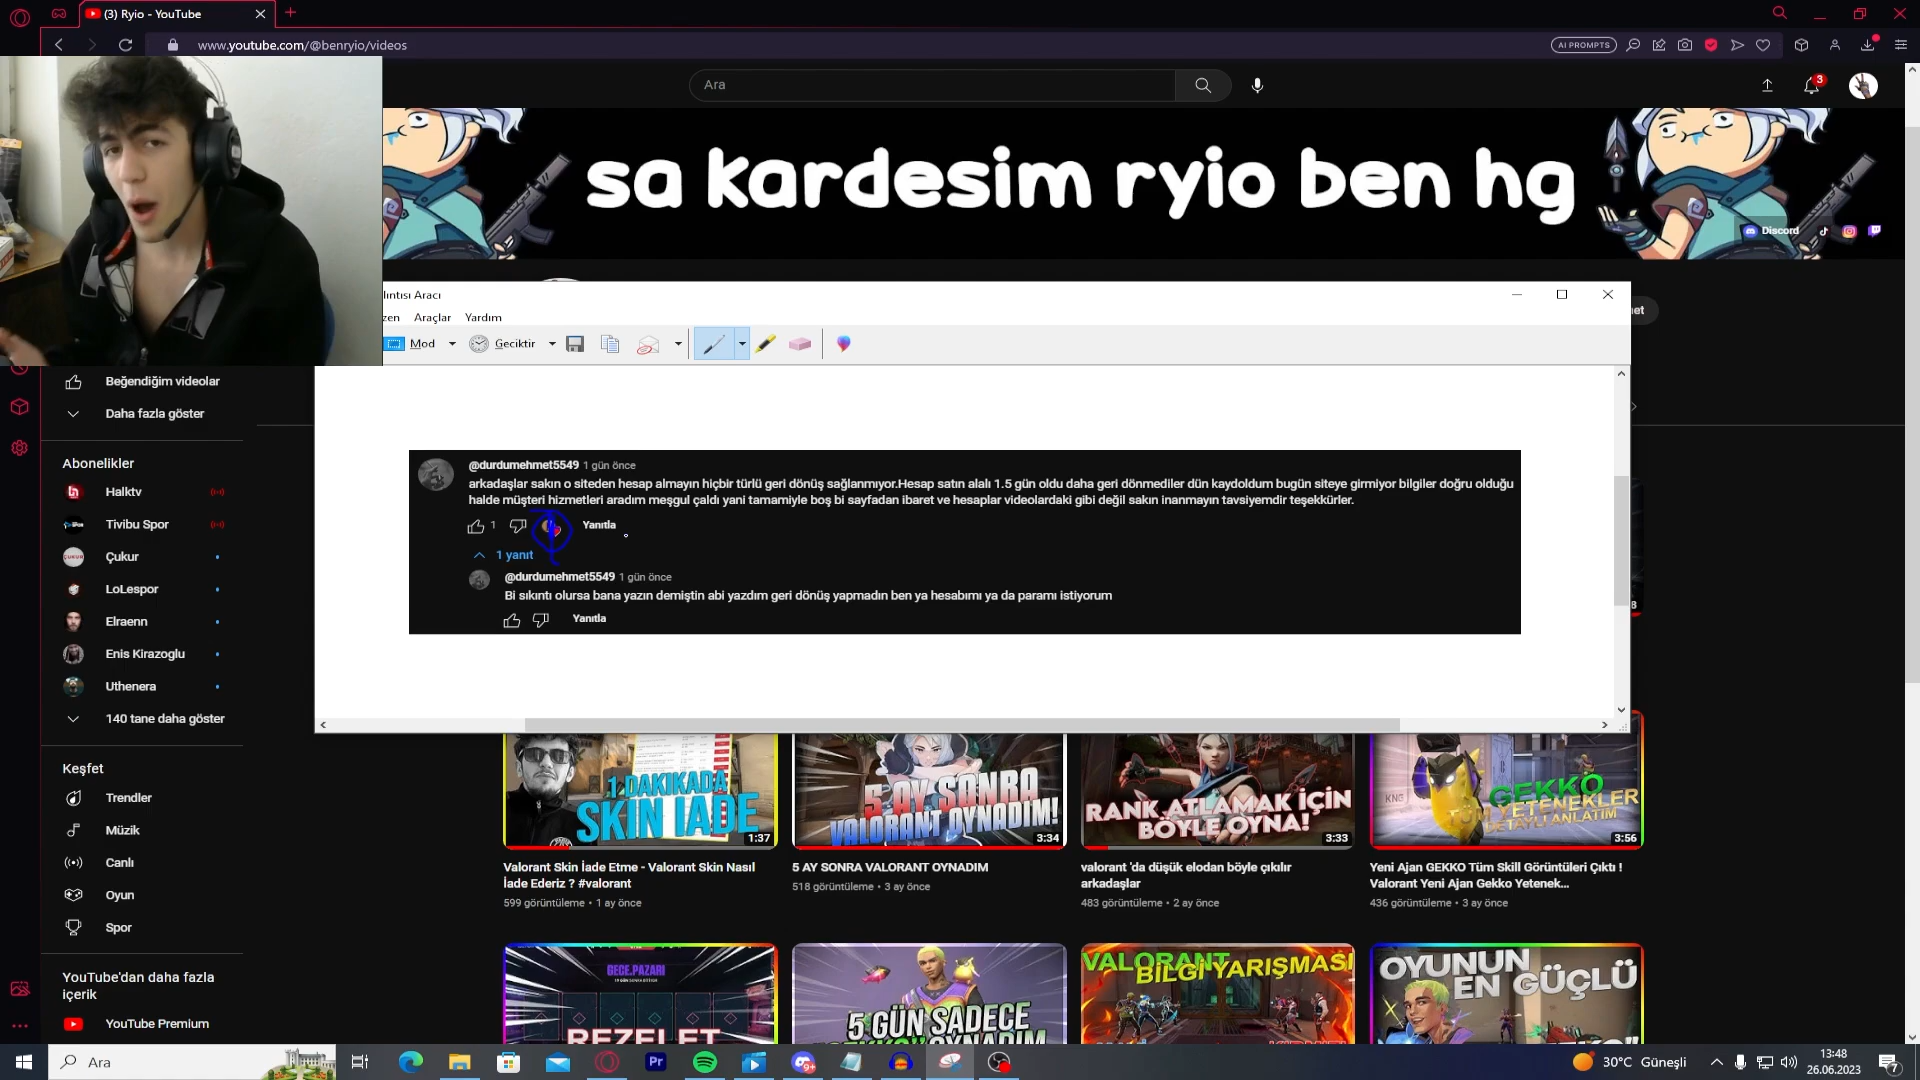 (3) Ryio - YouTube
www.youtube.com/@benryio/videos
AI PROMPTS
Ara
3
sa kardesim ryio ben hg
Discord
Araçlar
Yardım
Mod
Geciktir
@durdumehmet5549 1 gün önce
arkadaşlar sakın o siteden hesap almayın hiçbir türlü geri dönüş sağlanmıyor.Hesap satın alalı 1.5 gün oldu daha geri dönmediler dün kaydoldum bugün siteye girmiyor bilgiler doğru olduğu
halde müşteri hizmetleri aradım meşgul çaldı yani tamamiyle boş bi sayfadan ibaret ve hesaplar videolardaki gibi değil sakın inanmayın tavsiyemdir teşekkürler.
1
Yanıtla
1 yanıt
@durdumehmet5549 1 gün önce
Bi sıkıntı olursa bana yazın demiştin abi yazdım geri dönüş yapmadın ben ya hesabımı ya da paramı istiyorum
Yanıtla
Beğendiğim videolar
Daha fazla göster
Abonelikler
Halktv
Tivibu Spor
Çukur
LoLespor
Elraenn
Enis Kirazoglu
Uthenera
140 tane daha göster
Keşfet
Trendler
Müzik
Canlı
Oyun
Spor
YouTube'dan daha fazla
içerik
YouTube Premium
1 DAKIKADA
SKIN IADE
1:37
Valorant Skin İade Etme - Valorant Skin Nasıl
İade Ederiz ? #valorant
599 görüntüleme • 1 ay önce
5 AY SONRA
VALORANT OYNADIM!
3:34
5 AY SONRA VALORANT OYNADIM
518 görüntüleme • 3 ay önce
RANK ATLAMAK İÇİN
BÖYLE OYNA!
3:33
valorant 'da düşük elodan böyle çıkılır
arkadaşlar
483 görüntüleme • 2 ay önce
GEKKO
TÜM YETENEKLER
DETAYLI ANLATIM
3:56
Yeni Ajan GEKKO Tüm Skill Görüntüleri Çıktı !
Valorant Yeni Ajan Gekko Yetenek...
436 görüntüleme • 3 ay önce
GECE.PAZARI
REZELET
5 GÜN SADECE
VALORANT
BİLGİ YARIŞMASI
OYUNUN
EN GÜÇLÜ
Ara
Pr
9+
30°C Güneşli
13:48
26.06.2023
7